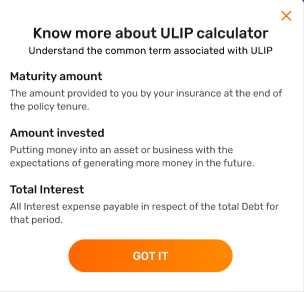 Know more about ULIP calculator
Understand the common term associated with ULIP
Maturity amount
The amount provided to you by your insurance at the end of
the policy tenure.
Amount invested
Putting money into an asset or business with the
expectations of generating more money in the future.
Total Interest
All Interest expense payable in respect of the total Debt for
that period.
GOT IT